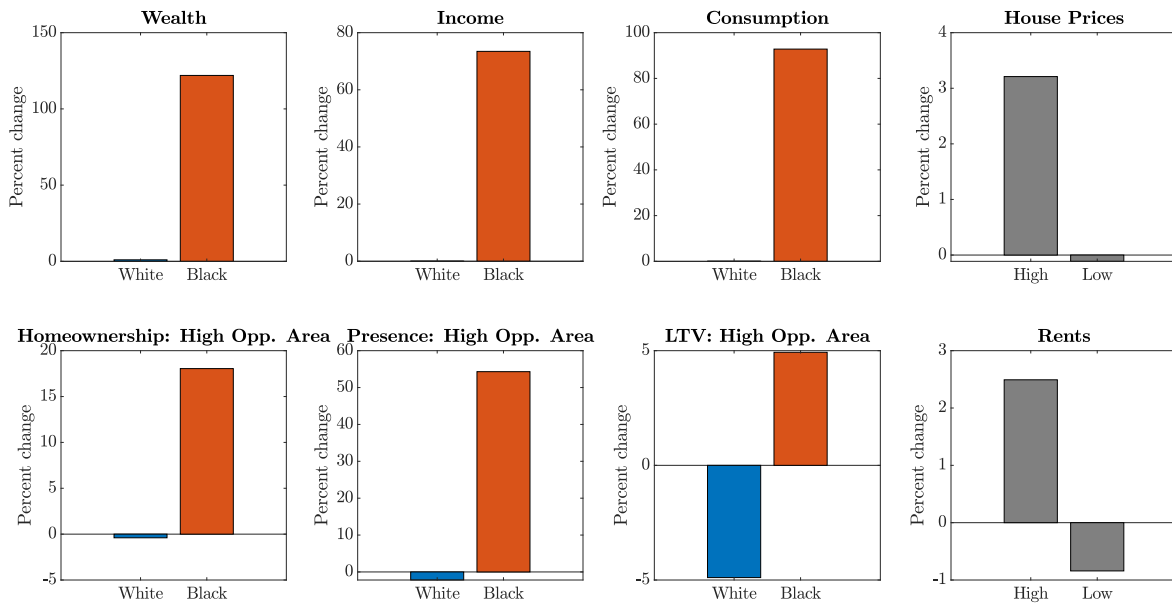 Wealth
Percent change
150
100
50
0
White Black
Income
Percent change
80
60
40
20
0
White Black
Consumption
Percent change
100
80
60
40
20
0
White Black
House Prices
Percent change
4
3
2
1
0
High Low
Homeownership: High Opp. Area
Percent change
20
15
10
5
0
-5
White Black
Presence: High Opp. Area
Percent change
60
50
40
30
20
10
0
White Black
LTV: High Opp. Area
Percent change
5
0
-5
White Black
Rents
Percent change
3
2
1
0
-1
High Low